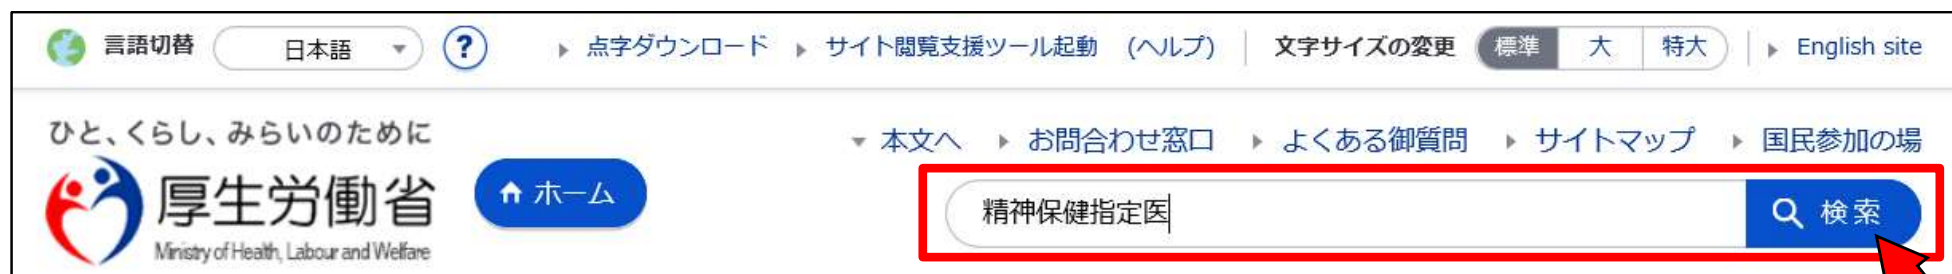 言語切替 日本語 ? 点字ダウンロード サイト閲覧支援ツール起動 (ヘルプ) 文字サイズの変更 標準 大 特大 English site
ひと、くらし、みらいのために
本文へ お問合わせ窓口 よくある御質問 サイトマップ 国民参加の場
厚生労働省
Ministry of Health, Labour and Welfare
ホーム
精神保健指定医 検索